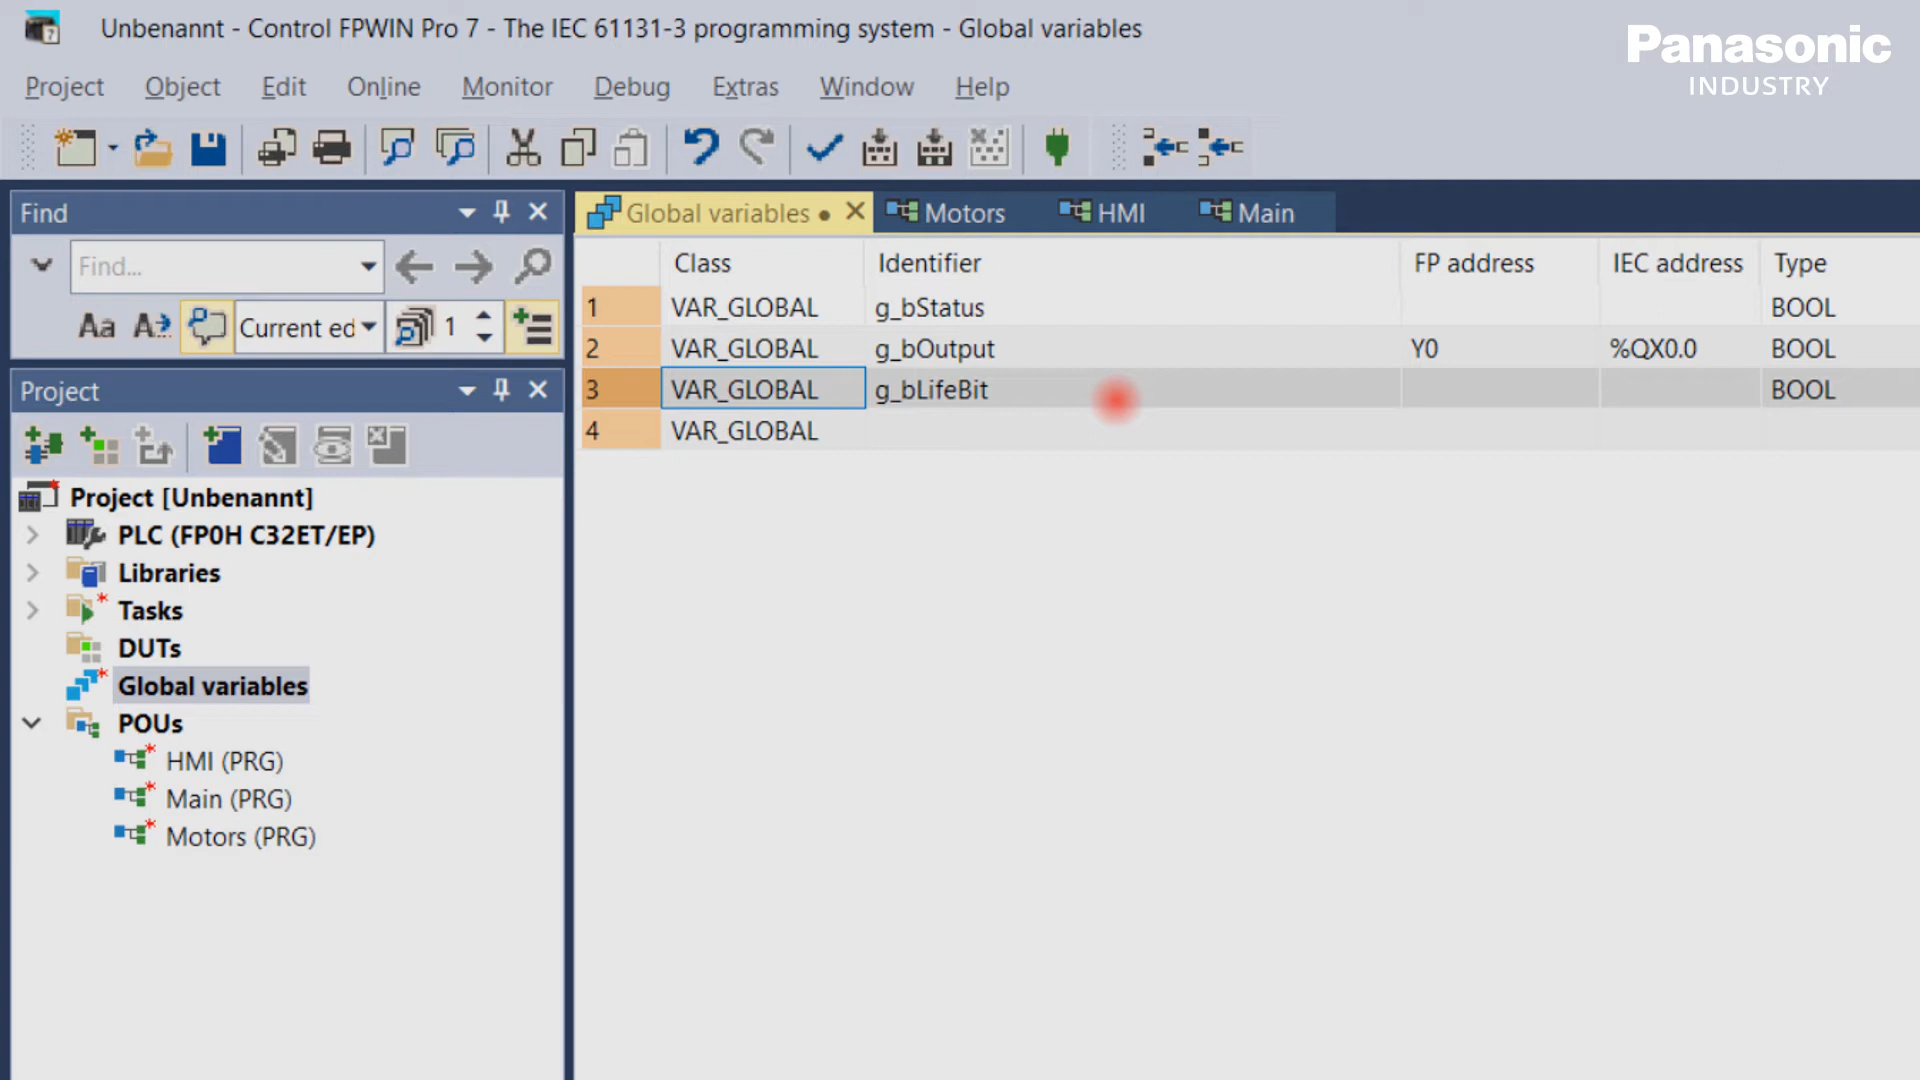 Unbenannt - Control FPWIN Pro 7 - The IEC 61131-3 programming system - Global variables
Panasonic
INDUSTRY
Project Object Edit Online Monitor Debug Extras Window Help
Find
Find...
Aa A Current ed 1
Project
Project [Unbenannt]
PLC (FP0H C32ET/EP)
Libraries
Tasks
DUTs
Global variables
POUs
HMI (PRG)
Main (PRG)
Motors (PRG)
Global variables Motors HMI Main
Class Identifier FP address IEC address Type
1 VAR_GLOBAL g_bStatus BOOL
2 VAR_GLOBAL g_bOutput Y0 %QX0.0 BOOL
3 VAR_GLOBAL g_bLifeBit BOOL
4 VAR_GLOBAL